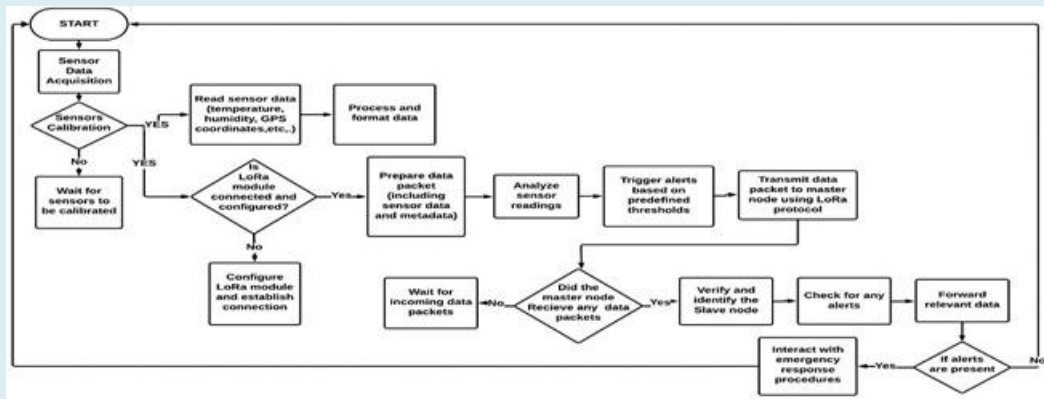 START
Sensor
Data
Acquisition
Sensors
Calibration
YES
Read sensor data
(temperature,
humidity, GPS
coordinates,etc,.)
Process and
format data
No
YES
Wait for
sensors to
be calibrated
Is
LoRa
module
connected and
configured?
Yes
Prepare data
packet
(including
sensor data
and metadata)
Analyze
sensor
readings
Trigger alerts
based on
predefined
thresholds
Transmit data
packet to master
node using LoRa
protocol
No
Configure
LoRa module
and establish
connection
Wait for
incoming data
packets
No
Did the
master node
Recieve any data
packets
Yes
Verify and
identify the
Slave node
Check for any
alerts
Forward
relevant data
Interact with
emergency
response
procedures
Yes
If alerts
are present
No